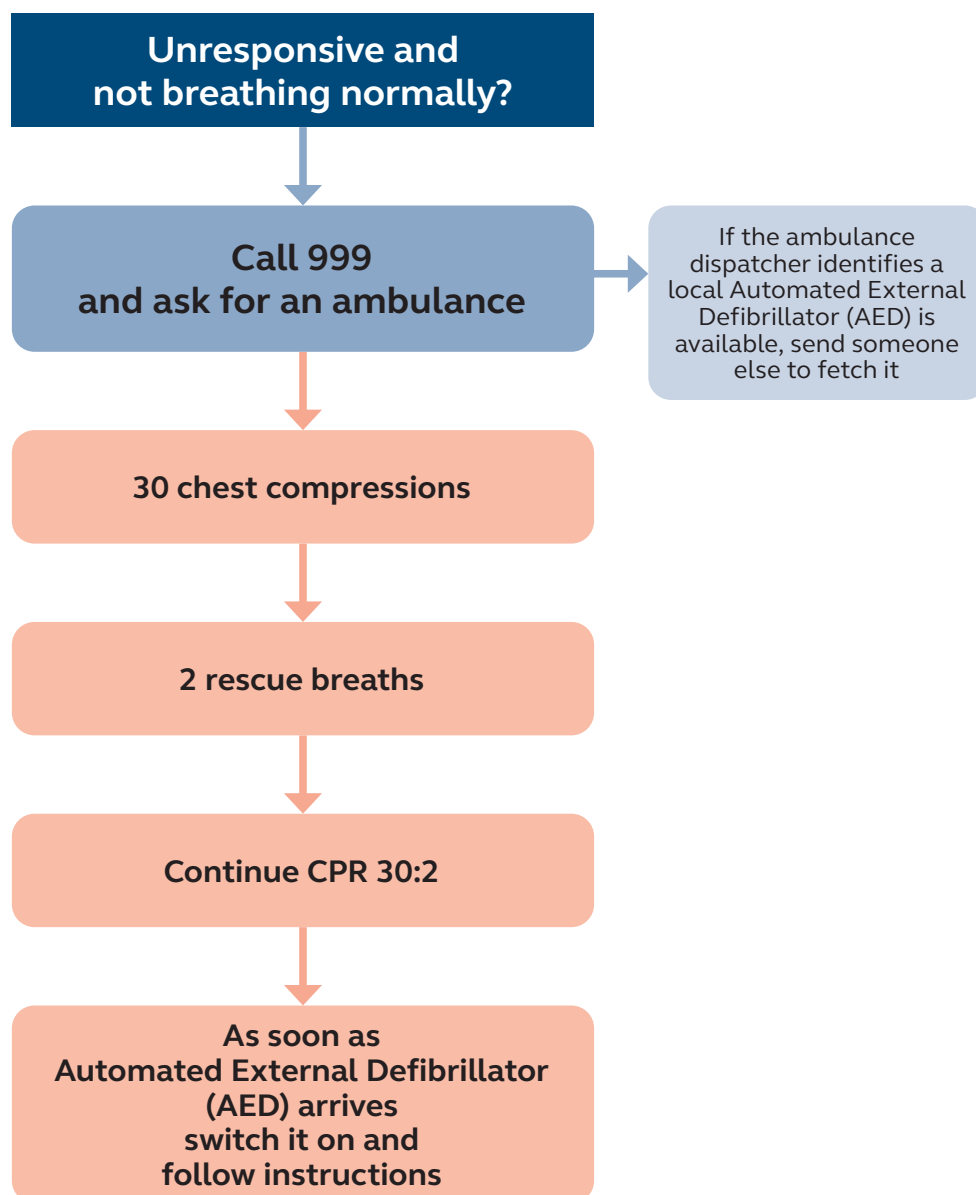 Unresponsive and
not breathing normally?
Call 999
and ask for an ambulance
If the ambulance
dispatcher identifies a
local Automated External
Defibrillator (AED) is
available, send someone
else to fetch it
30 chest compressions
2 rescue breaths
Continue CPR 30:2
As soon as
Automated External Defibrillator
(AED) arrives
switch it on and
follow instructions